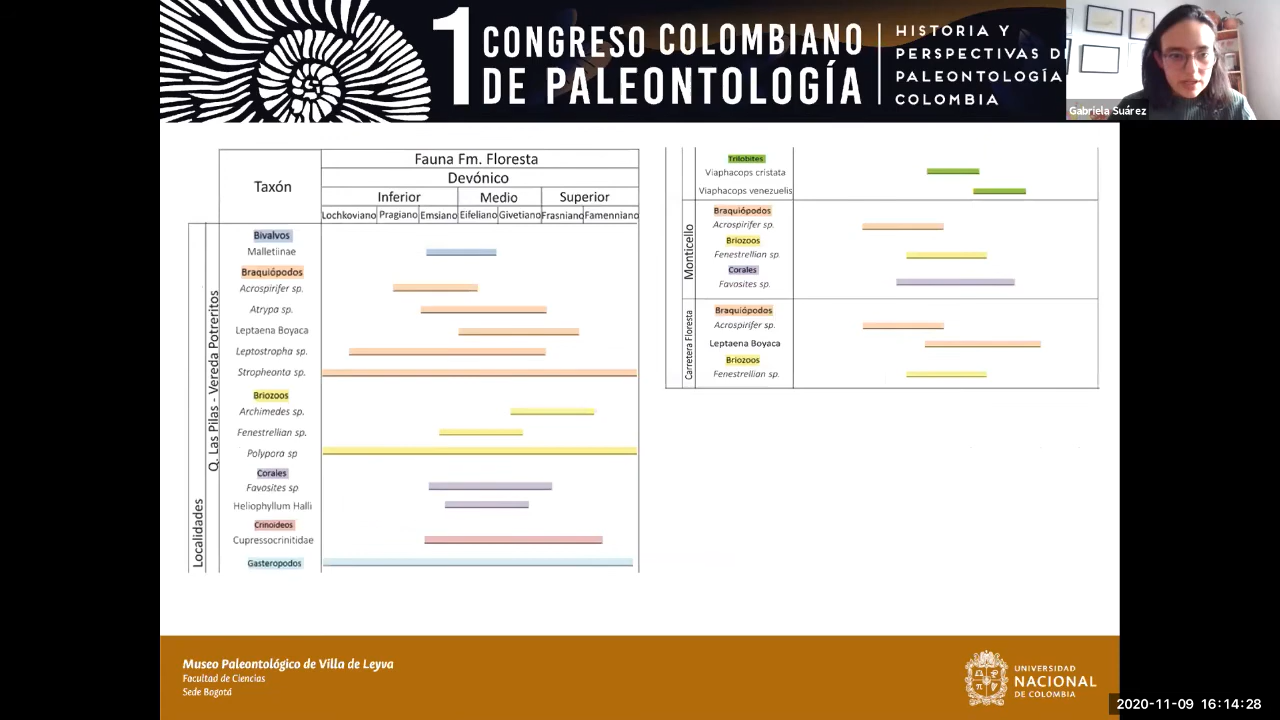 1 CONGRESO COLOMBIANO
DE PALEONTOLOGÍA
HISTORIA Y
PERSPECTIVAS D
PALEONTOLOGÍA
COLOMBIA
Gabriela Suárez
Taxón
Fauna Fm. Floresta
Devónico
Inferior Medio Superior
Lochkoviano Pragiano Emsiano Eifeliano Givetiano Frasniano Famenniano
Localidades
Q. Las Pilas - Vereda Potreritos
Bivalvos
Malletiinae
Braquiópodos
Acrospirifer sp.
Atrypa sp.
Leptaena Boyaca
Leptostropha sp.
Stropheonta sp.
Briozoos
Archimedes sp.
Fenestrellian sp.
Polypora sp
Corales
Favosites sp
Heliophyllum Halli
Crinoideos
Cupressocrinitidae
Gasteropodos
Trilobites
Viaphacops cristata
Viaphacops venezuelis
Monticello
Braquiópodos
Acrospirifer sp.
Briozoos
Fenestrellian sp.
Corales
Favosites sp.
Carretera Floresta
Braquiópodos
Acrospirifer sp.
Leptaena Boyaca
Briozoos
Fenestrellian sp.
Museo Paleontológico de Villa de Leyva
Facultad de Ciencias
Sede Bogotá
UNIVERSIDAD
NACIONAL
DE COLOMBIA
2020-11-09 16:14:28